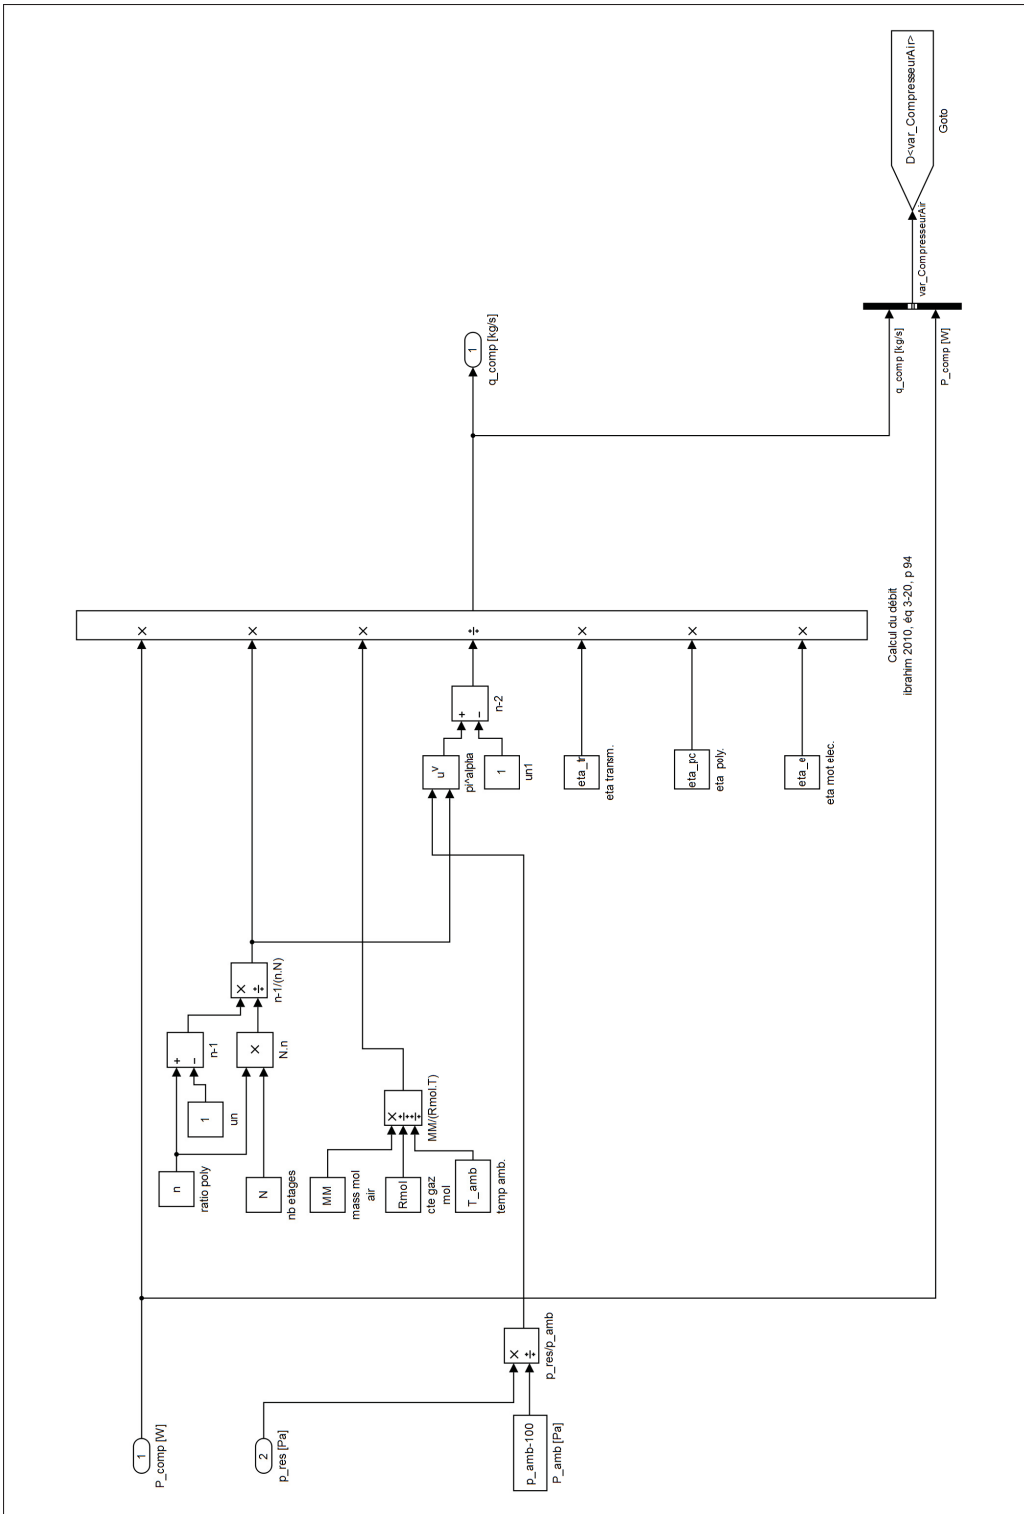 1
P_comp [W]
2
p_res [Pa]
p_amb-100
P_amb [Pa]
×
÷
p_res/p_amb
n
ratio poly
N
nb etages
MM
mass mol
air
Rmol
cte gaz
mol
T_amb
temp amb.
1
un
+
−
n-1
×
N.n
×
÷
÷
MM/(Rmol.T)
×
÷
n-1/(n.N)
u^v
pi^alpha
1
un1
+
−
n-2
eta_tr
eta transm.
eta_pc
eta poly.
eta_e
eta mot elec.
×
×
×
÷
×
×
×
Calcul du débit
ibrahim 2010, éq 3-20, p 94
1
q_comp [kg/s]
q_comp [kg/s]
P_comp [W]
var_CompresseurAir
D<var_CompresseurAir>
Goto